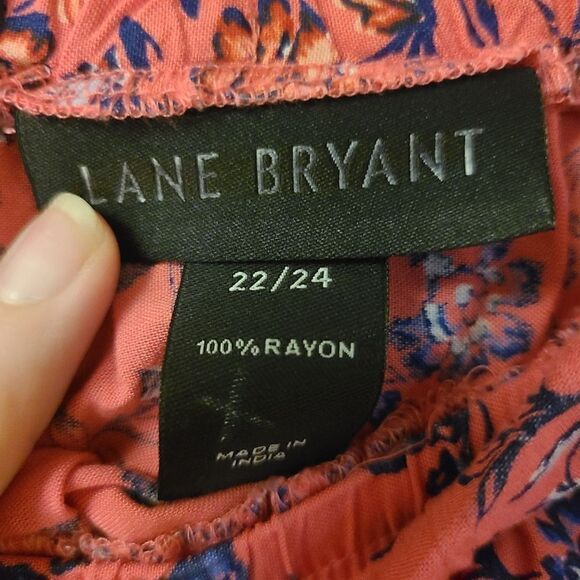 LANE BRYANT
22/24
100% RAYON
MADE IN
INDIA